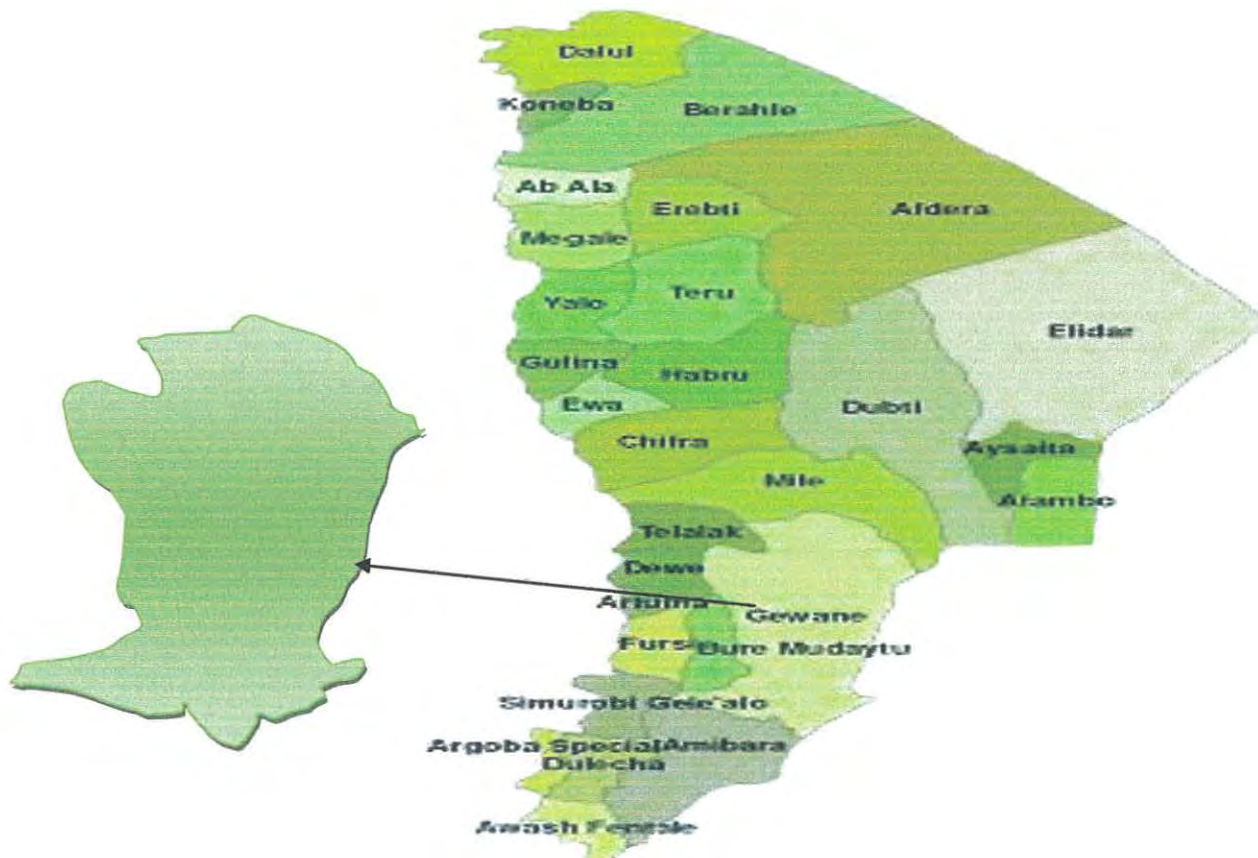 Dalul
Koneba
Berahle
Ab Ala
Erebti
Afdera
Megale
Teru
Yalo
Elidar
Gulina
Habru
Ewa
Dubti
Chifra
Aysaita
Mile
Afambo
Telalak
Dewe
Artuma
Gewane
Fursi
Bure Mudaytu
Simurobi Gele'alo
Argoba Special
Amibara
Dulecha
Awash Fentale